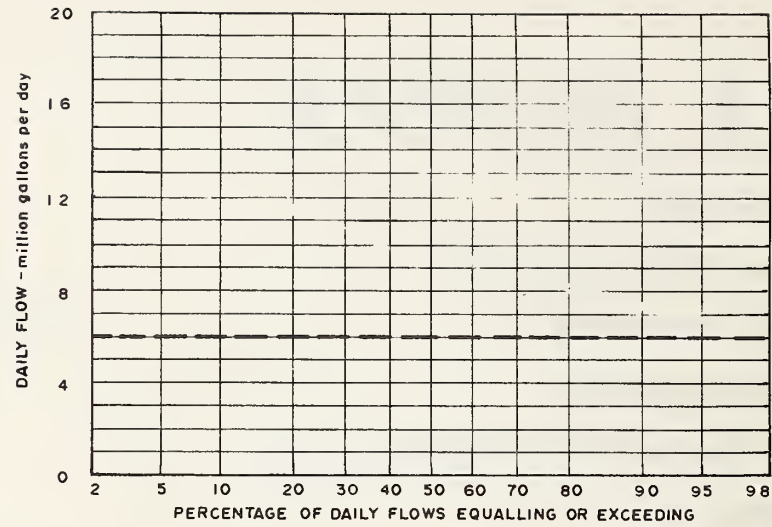 20
16
12
8
4
0
DAILY FLOW - million gallons per day
2 5 10 20 30 40 50 60 70 80 90 95 98
PERCENTAGE OF DAILY FLOWS EQUALLING OR EXCEEDING